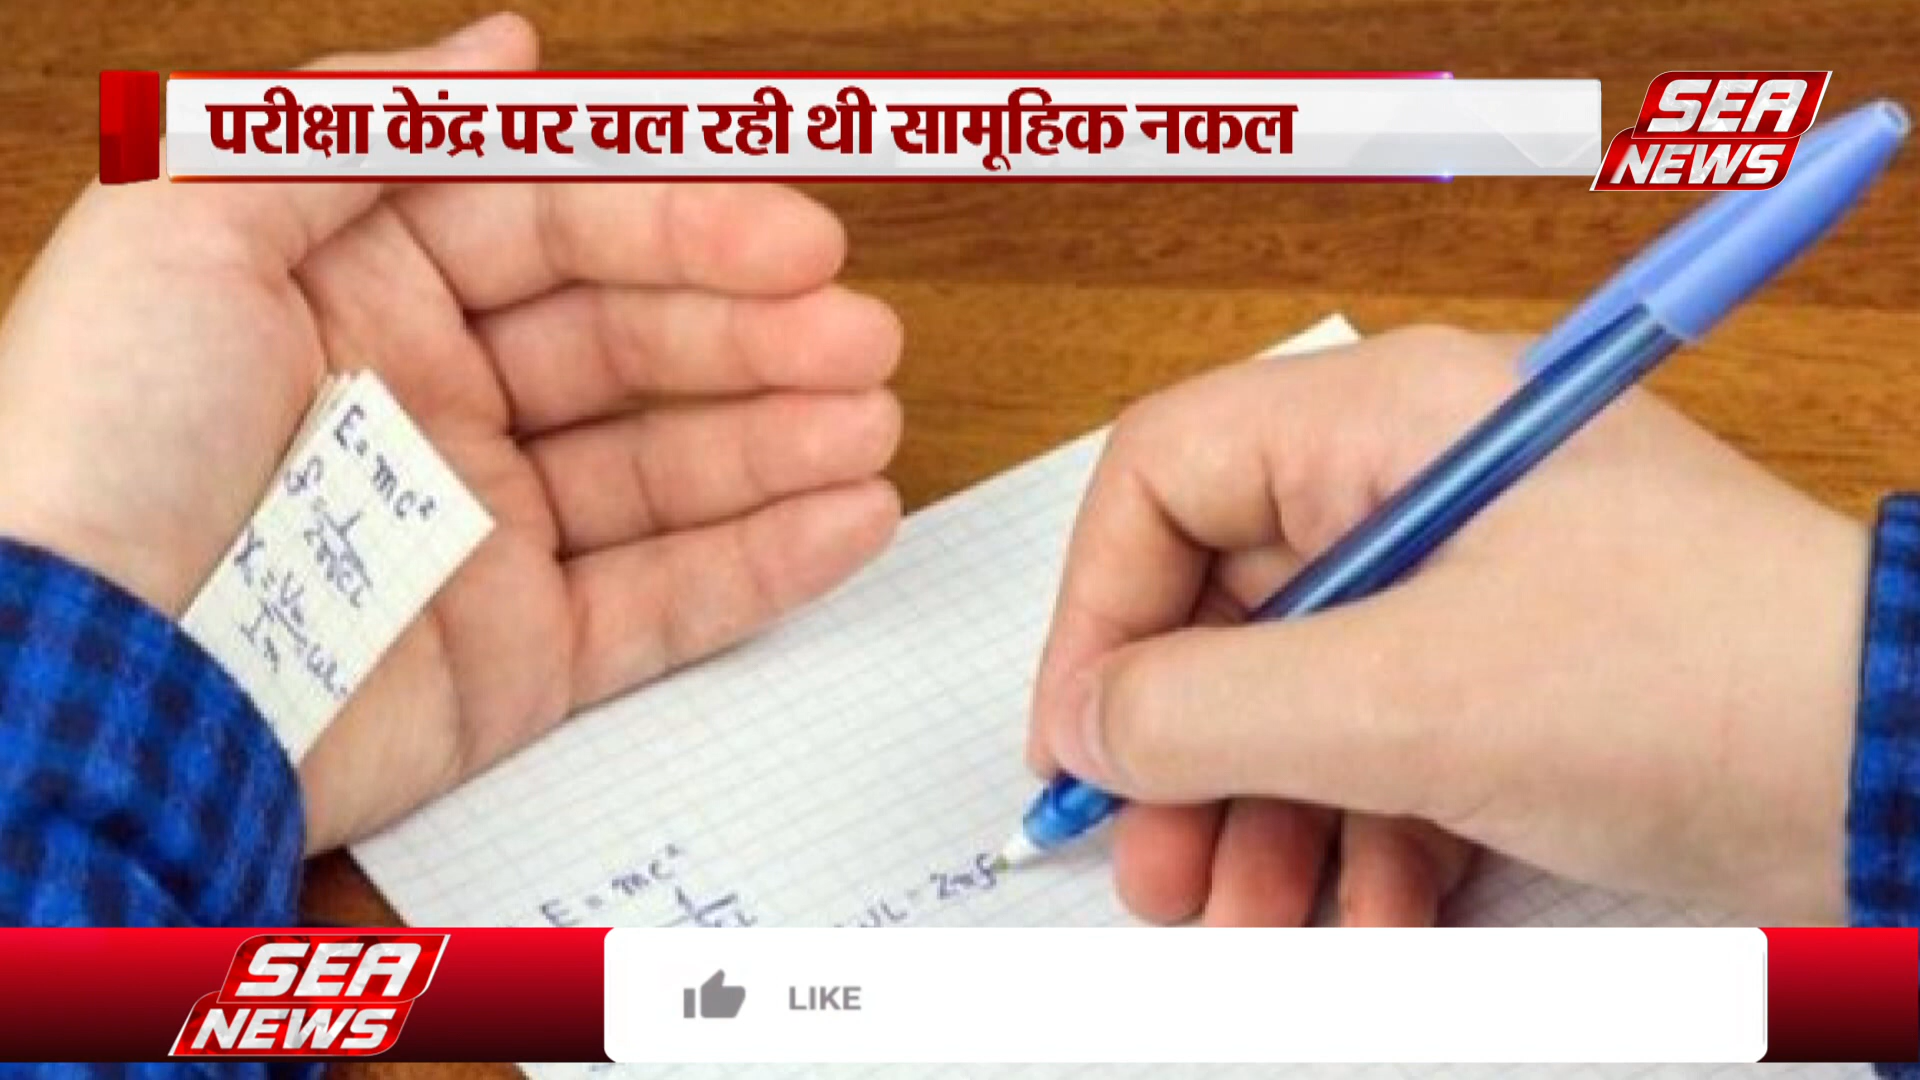 परीक्षा केंद्र पर चल रही थी सामूहिक नकल
SEA
NEWS
E=mc²
E=mc²
SEA
NEWS
LIKE